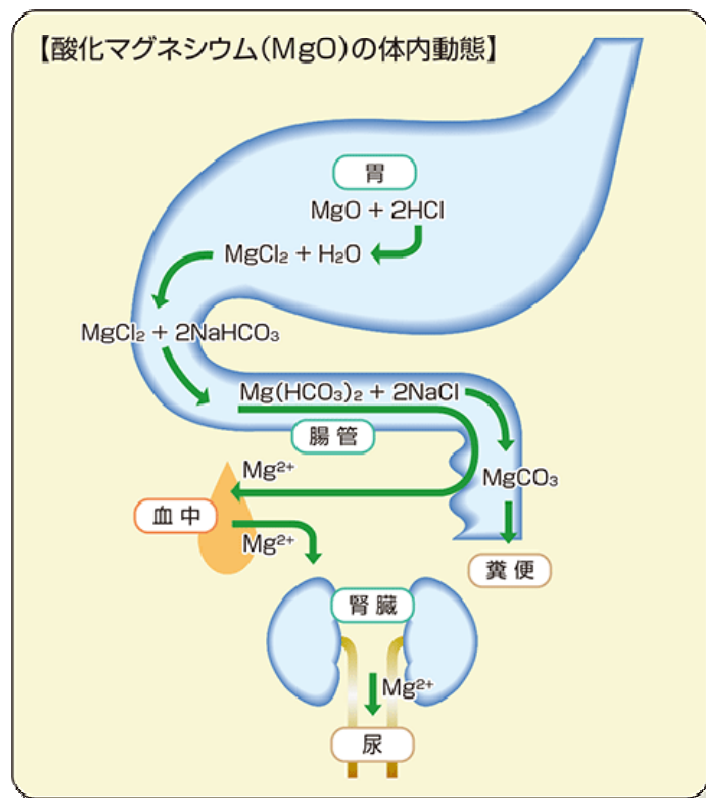 【酸化マグネシウム(MgO)の体内動態】
胃
MgO + 2HCl
MgCl₂ + H₂O
MgCl₂ + 2NaHCO₃
Mg(HCO₃)₂ + 2NaCl
腸管
MgCO₃
Mg²⁺
血中
Mg²⁺
糞便
腎臓
Mg²⁺
尿